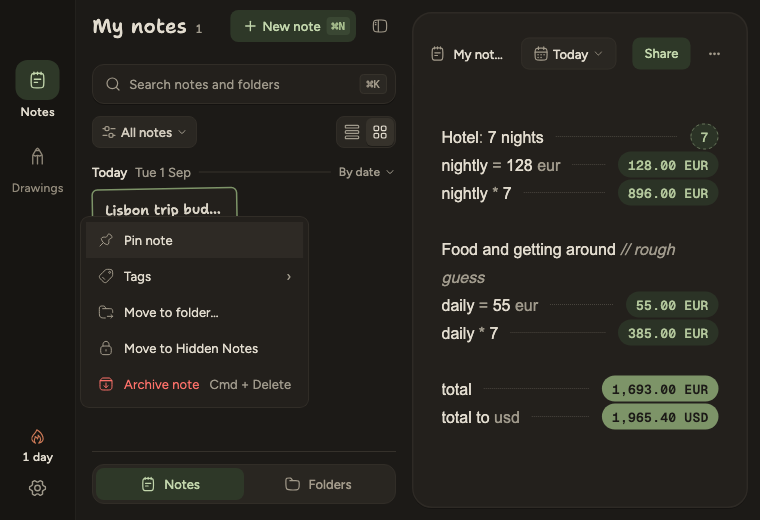 My notes 1
+ New note ⌘N
Search notes and folders ⌘K
All notes
Today Tue 1 Sep By date
Lisbon trip bud...
Pin note
Tags
Move to folder...
Move to Hidden Notes
Archive note Cmd + Delete
Notes
Drawings
1 day
Notes Folders
My not... Today Share
Hotel: 7 nights 7
nightly = 128 eur 128.00 EUR
nightly * 7 896.00 EUR
Food and getting around // rough
guess
daily = 55 eur 55.00 EUR
daily * 7 385.00 EUR
total 1,693.00 EUR
total to usd 1,965.40 USD